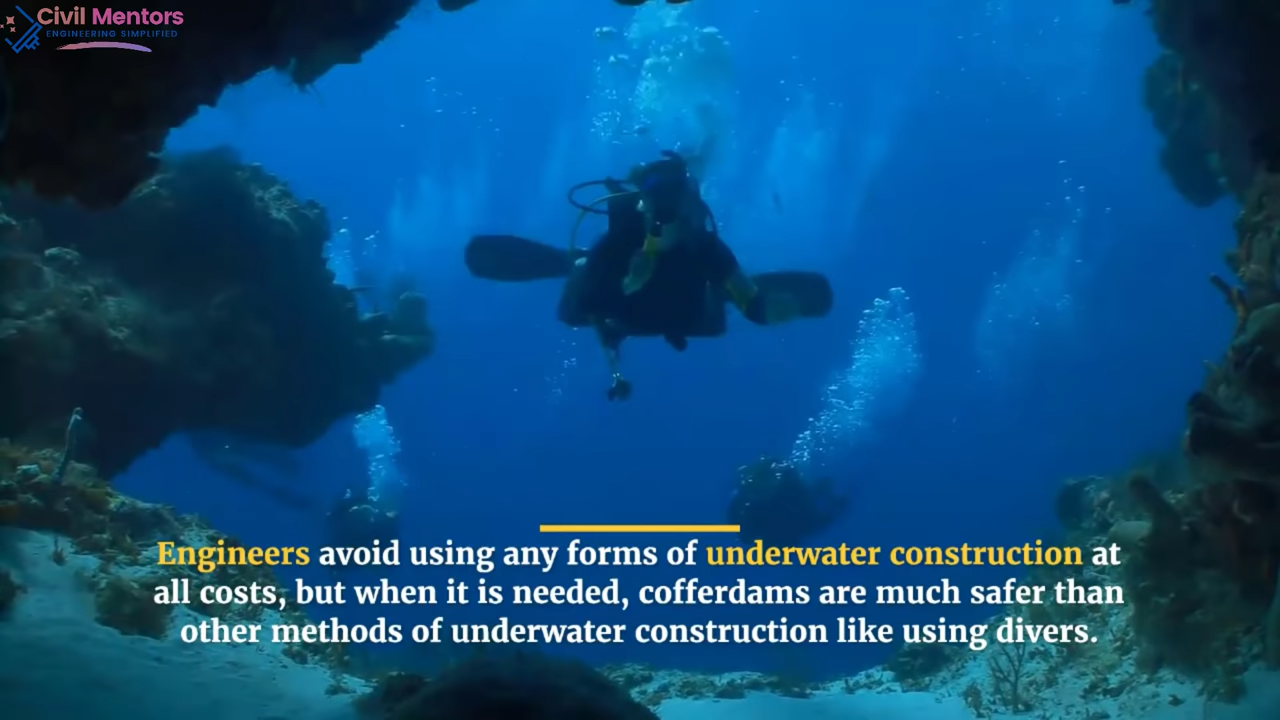 Civil Mentors
ENGINEERING SIMPLIFIED
Engineers avoid using any forms of underwater construction at
all costs, but when it is needed, cofferdams are much safer than
other methods of underwater construction like using divers.